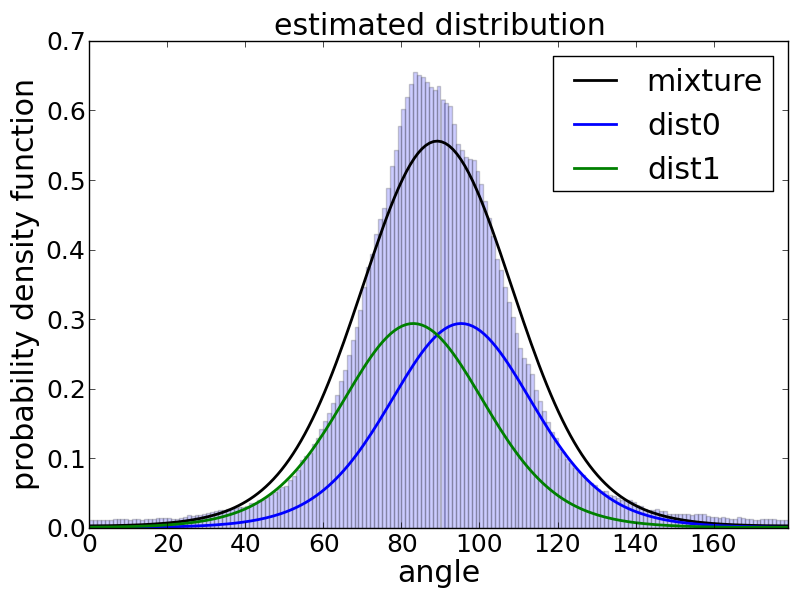 estimated distribution
probability density function
0.7
0.6
0.5
0.4
0.3
0.2
0.1
0.0
mixture
dist0
dist1
0 20 40 60 80 100 120 140 160
angle